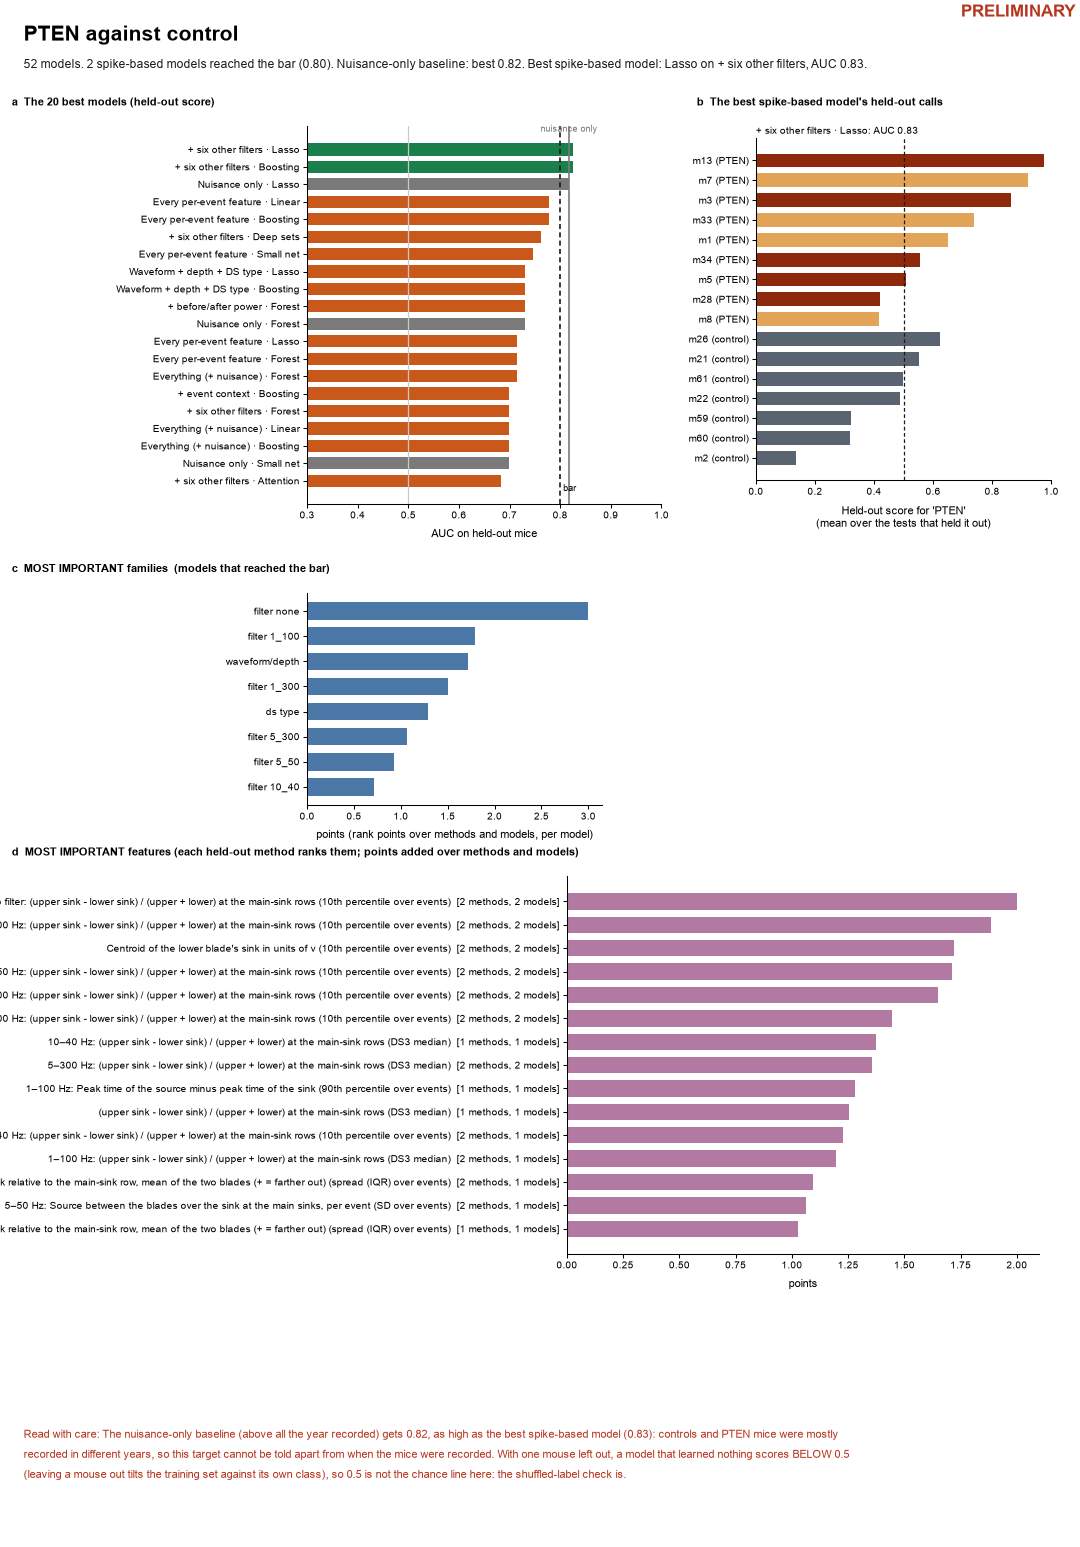 PRELIMINARY
PTEN against control
52 models. 2 spike-based models reached the bar (0.80). Nuisance-only baseline: best 0.82. Best spike-based model: Lasso on + six other filters, AUC 0.83.
a The 20 best models (held-out score)
nuisance only
+ six other filters · Lasso
+ six other filters · Boosting
Nuisance only · Lasso
Every per-event feature · Linear
Every per-event feature · Boosting
+ six other filters · Deep sets
Every per-event feature · Small net
Waveform + depth + DS type · Lasso
Waveform + depth + DS type · Boosting
+ before/after power · Forest
Nuisance only · Forest
Every per-event feature · Lasso
Every per-event feature · Forest
Everything (+ nuisance) · Forest
+ event context · Boosting
+ six other filters · Forest
Everything (+ nuisance) · Linear
Everything (+ nuisance) · Boosting
Nuisance only · Small net
+ six other filters · Attention
bar
0.3 0.4 0.5 0.6 0.7 0.8 0.9 1.0
AUC on held-out mice
b The best spike-based model's held-out calls
+ six other filters · Lasso: AUC 0.83
m13 (PTEN)
m7 (PTEN)
m3 (PTEN)
m33 (PTEN)
m1 (PTEN)
m34 (PTEN)
m5 (PTEN)
m28 (PTEN)
m8 (PTEN)
m26 (control)
m21 (control)
m61 (control)
m22 (control)
m59 (control)
m60 (control)
m2 (control)
0.0 0.2 0.4 0.6 0.8 1.0
Held-out score for 'PTEN'
(mean over the tests that held it out)
c MOST IMPORTANT families (models that reached the bar)
filter none
filter 1_100
waveform/depth
filter 1_300
ds type
filter 5_300
filter 5_50
filter 10_40
0.0 0.5 1.0 1.5 2.0 2.5 3.0
points (rank points over methods and models, per model)
d MOST IMPORTANT features (each held-out method ranks them; points added over methods and models)
filter: (upper sink - lower sink) / (upper + lower) at the main-sink rows (10th percentile over events) [2 methods, 2 models]
00 Hz: (upper sink - lower sink) / (upper + lower) at the main-sink rows (10th percentile over events) [2 methods, 2 models]
Centroid of the lower blade's sink in units of v (10th percentile over events) [2 methods, 2 models]
50 Hz: (upper sink - lower sink) / (upper + lower) at the main-sink rows (10th percentile over events) [2 methods, 2 models]
00 Hz: (upper sink - lower sink) / (upper + lower) at the main-sink rows (10th percentile over events) [2 methods, 2 models]
00 Hz: (upper sink - lower sink) / (upper + lower) at the main-sink rows (10th percentile over events) [2 methods, 2 models]
10–40 Hz: (upper sink - lower sink) / (upper + lower) at the main-sink rows (DS3 median) [1 methods, 1 models]
5–300 Hz: (upper sink - lower sink) / (upper + lower) at the main-sink rows (DS3 median) [2 methods, 2 models]
1–100 Hz: Peak time of the source minus peak time of the sink (90th percentile over events) [1 methods, 1 models]
(upper sink - lower sink) / (upper + lower) at the main-sink rows (DS3 median) [1 methods, 1 models]
40 Hz: (upper sink - lower sink) / (upper + lower) at the main-sink rows (10th percentile over events) [2 methods, 1 models]
1–100 Hz: (upper sink - lower sink) / (upper + lower) at the main-sink rows (DS3 median) [2 methods, 1 models]
k relative to the main-sink row, mean of the two blades (+ = farther out) (spread (IQR) over events) [2 methods, 1 models]
5–50 Hz: Source between the blades over the sink at the main sinks, per event (SD over events) [2 methods, 1 models]
k relative to the main-sink row, mean of the two blades (+ = farther out) (spread (IQR) over events) [1 methods, 1 models]
0.00 0.25 0.50 0.75 1.00 1.25 1.50 1.75 2.00
points
Read with care: The nuisance-only baseline (above all the year recorded) gets 0.82, as high as the best spike-based model (0.83): controls and PTEN mice were mostly
recorded in different years, so this target cannot be told apart from when the mice were recorded. With one mouse left out, a model that learned nothing scores BELOW 0.5
(leaving a mouse out tilts the training set against its own class), so 0.5 is not the chance line here: the shuffled-label check is.